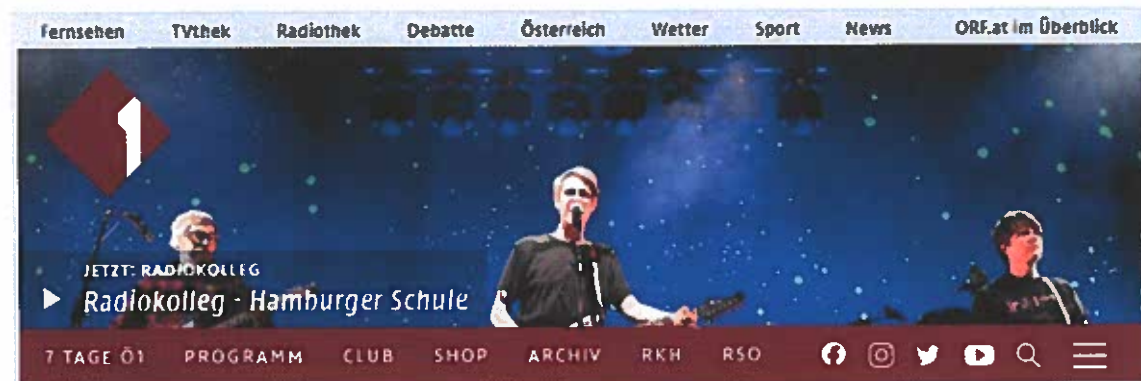 Fernsehen TVthek Radiothek Debatte Österreich Wetter Sport News ORF.at im Überblick
1
JETZT: RADIOKOLLEG
Radiokolleg - Hamburger Schule
7 TAGE Ö1 PROGRAMM CLUB SHOP ARCHIV RKH RSO